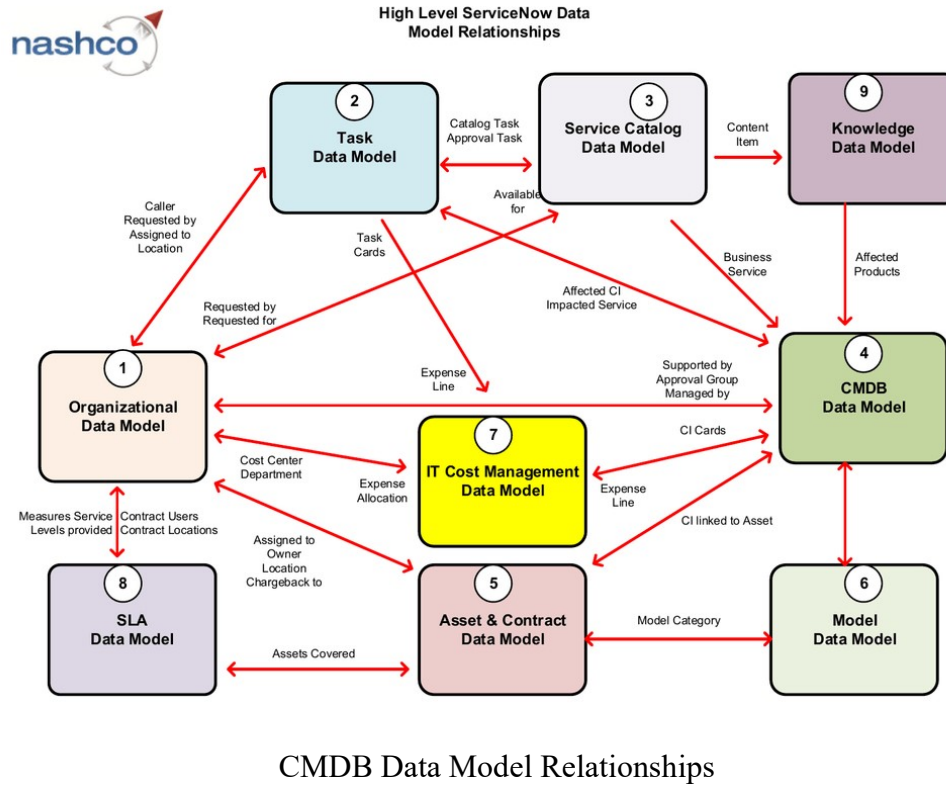 nashco
High Level ServiceNow Data
Model Relationships
2
Task
Data Model
Catalog Task
Approval Task
3
Service Catalog
Data Model
Content
Item
9
Knowledge
Data Model
Caller
Requested by
Assigned to
Location
Task
Cards
Available
for
Business
Service
Affected
Products
Affected CI
Impacted Service
Requested by
Requested for
1
Organizational
Data Model
Expense
Line
Supported by
Approval Group
Managed by
4
CMDB
Data Model
Cost Center
Department
Expense
Allocation
7
IT Cost Management
Data Model
CI Cards
Expense
Line
Measures Service
Levels provided
Contract Users
Contract Locations
Assigned to
Owner
Location
Chargeback to
CI linked to Asset
8
SLA
Data Model
Assets Covered
5
Asset & Contract
Data Model
Model Category
6
Model
Data Model
CMDB Data Model Relationships